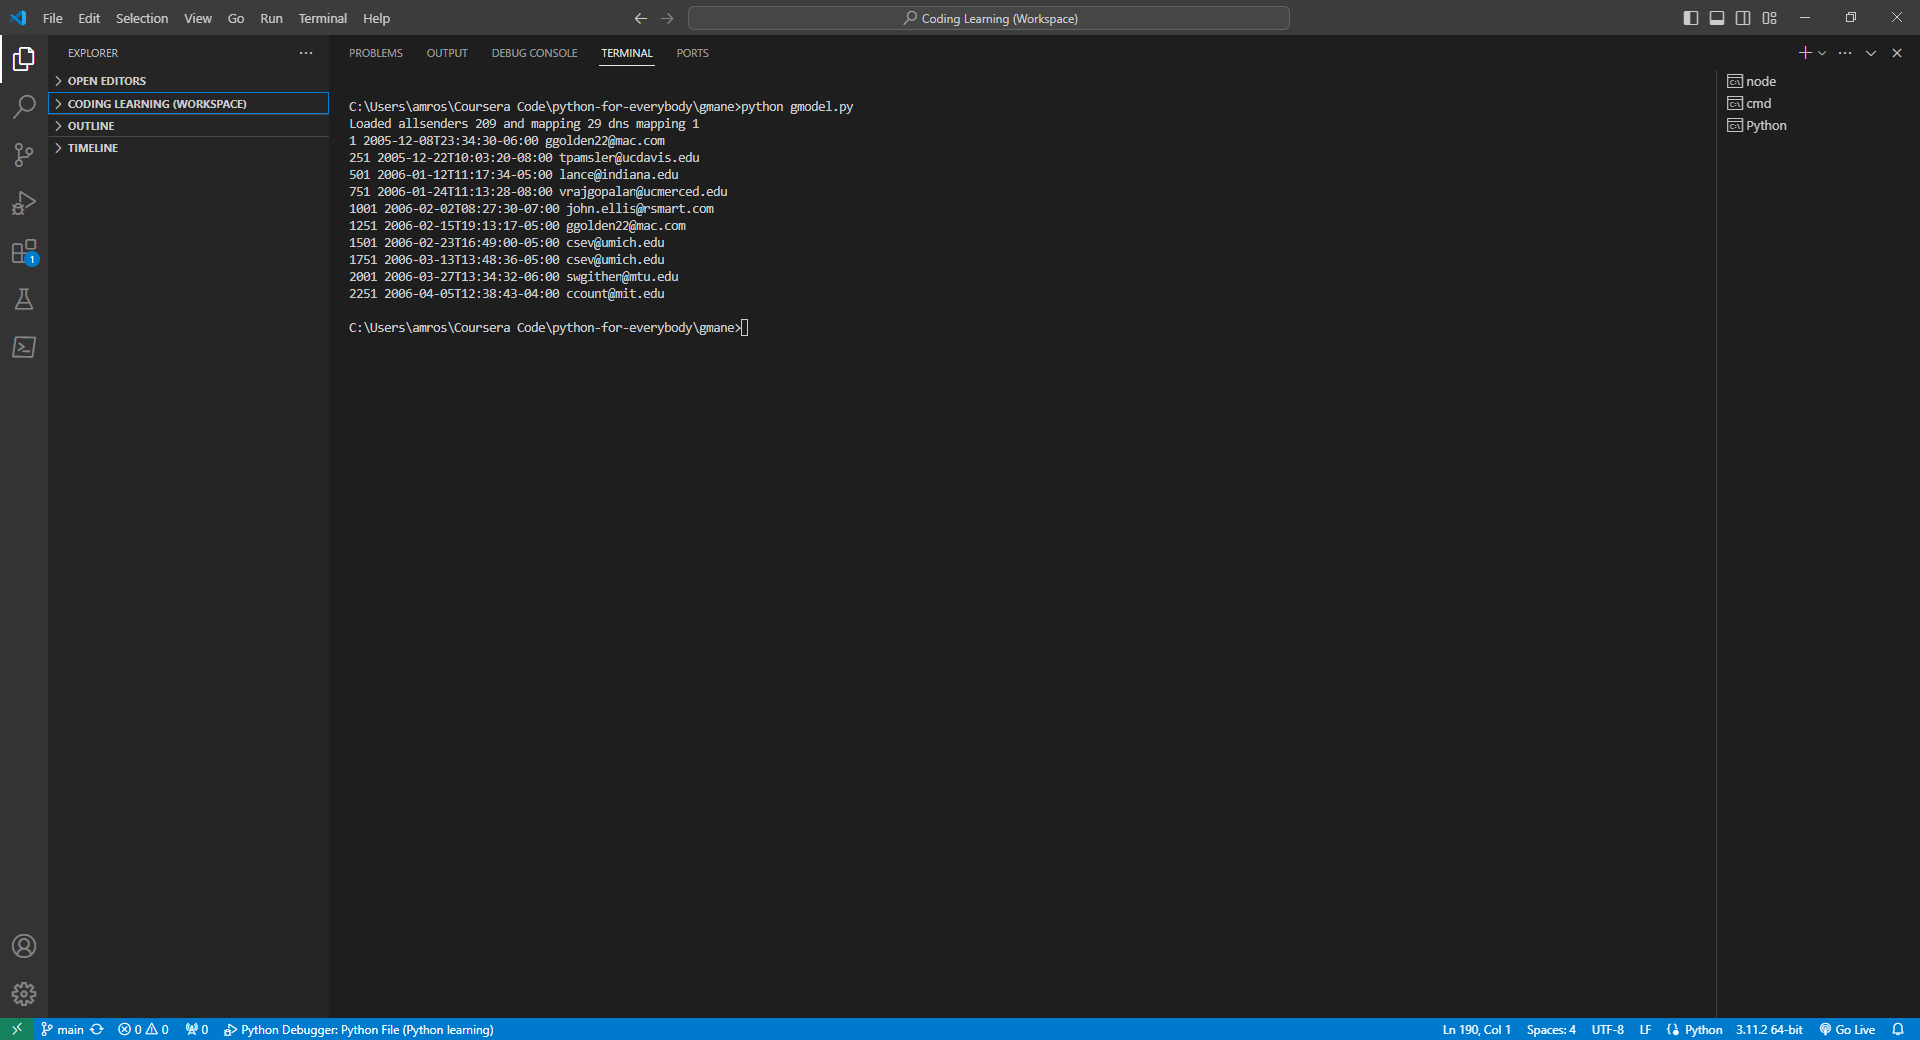 File Edit Selection View Go Run Terminal Help
Coding Learning (Workspace)
EXPLORER
OPEN EDITORS
CODING LEARNING (WORKSPACE)
OUTLINE
TIMELINE
1
PROBLEMS OUTPUT DEBUG CONSOLE TERMINAL PORTS
C:\Users\amros\Coursera Code\python-for-everybody\gmane>python gmodel.py
Loaded allsenders 209 and mapping 29 dns mapping 1
1 2005-12-08T23:34:30-06:00 ggolden22@mac.com
251 2005-12-22T10:03:20-08:00 tpamsler@ucdavis.edu
501 2006-01-12T11:17:34-05:00 lance@indiana.edu
751 2006-01-24T11:13:28-08:00 vrajgopalan@ucmerced.edu
1001 2006-02-02T08:27:30-07:00 john.ellis@rsmart.com
1251 2006-02-15T19:13:17-05:00 ggolden22@mac.com
1501 2006-02-23T16:49:00-05:00 csev@umich.edu
1751 2006-03-13T13:48:36-05:00 csev@umich.edu
2001 2006-03-27T13:34:32-06:00 swgithen@mtu.edu
2251 2006-04-05T12:38:43-04:00 ccount@mit.edu
C:\Users\amros\Coursera Code\python-for-everybody\gmane>
node
cmd
Python
main 0 0 0 Python Debugger: Python File (Python learning) Ln 190, Col 1 Spaces: 4 UTF-8 LF Python 3.11.2 64-bit Go Live